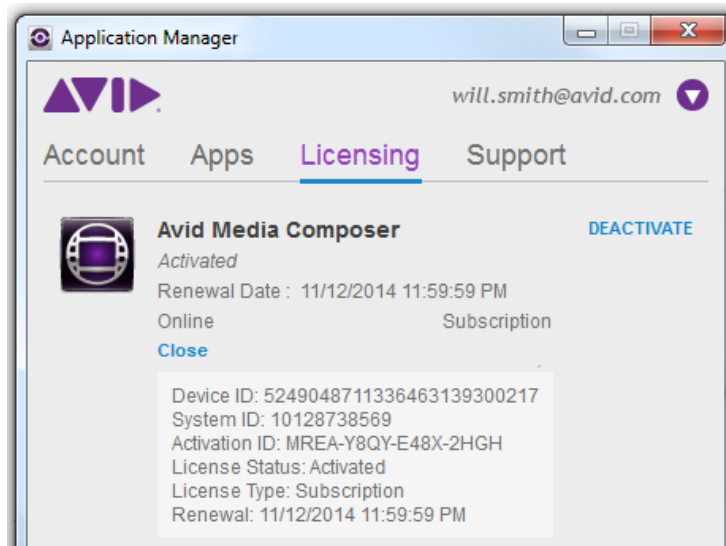 Application Manager
AVID
will.smith@avid.com
Account Apps Licensing Support
Avid Media Composer DEACTIVATE
Activated
Renewal Date : 11/12/2014 11:59:59 PM
Online Subscription
Close
Device ID: 52490487113364631393​00217
System ID: 10128738569
Activation ID: MREA-Y8QY-E48X-2HGH
License Status: Activated
License Type: Subscription
Renewal: 11/12/2014 11:59:59 PM